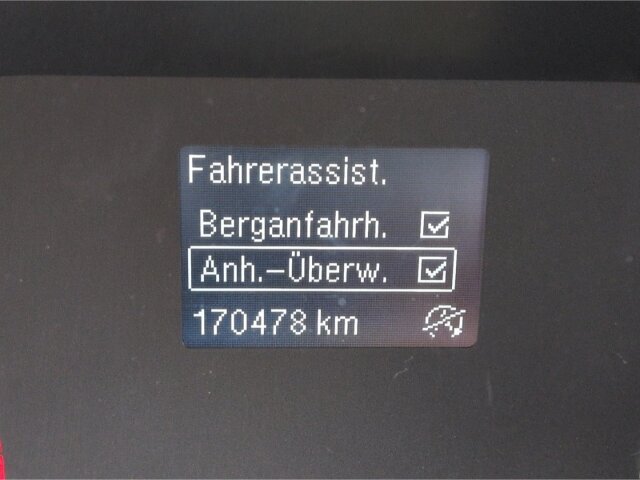 Fahrerassist.
Berganfahrh.
Anh.-Überw.
170478 km